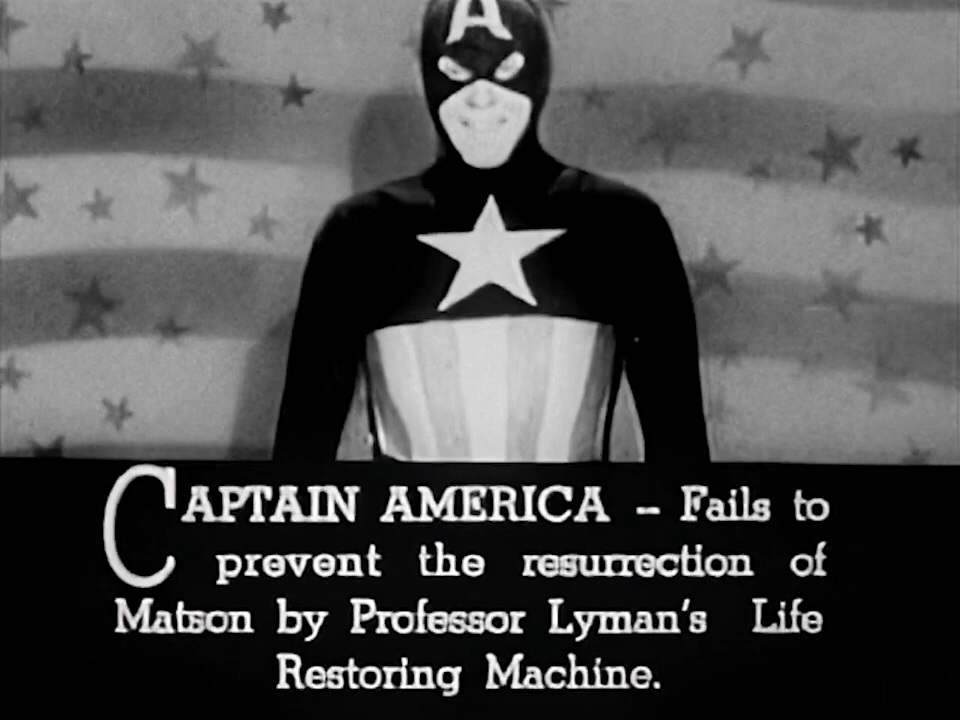 A
CAPTAIN AMERICA – Fails to
prevent the resurrection of
Matson by Professor Lyman's Life
Restoring Machine.